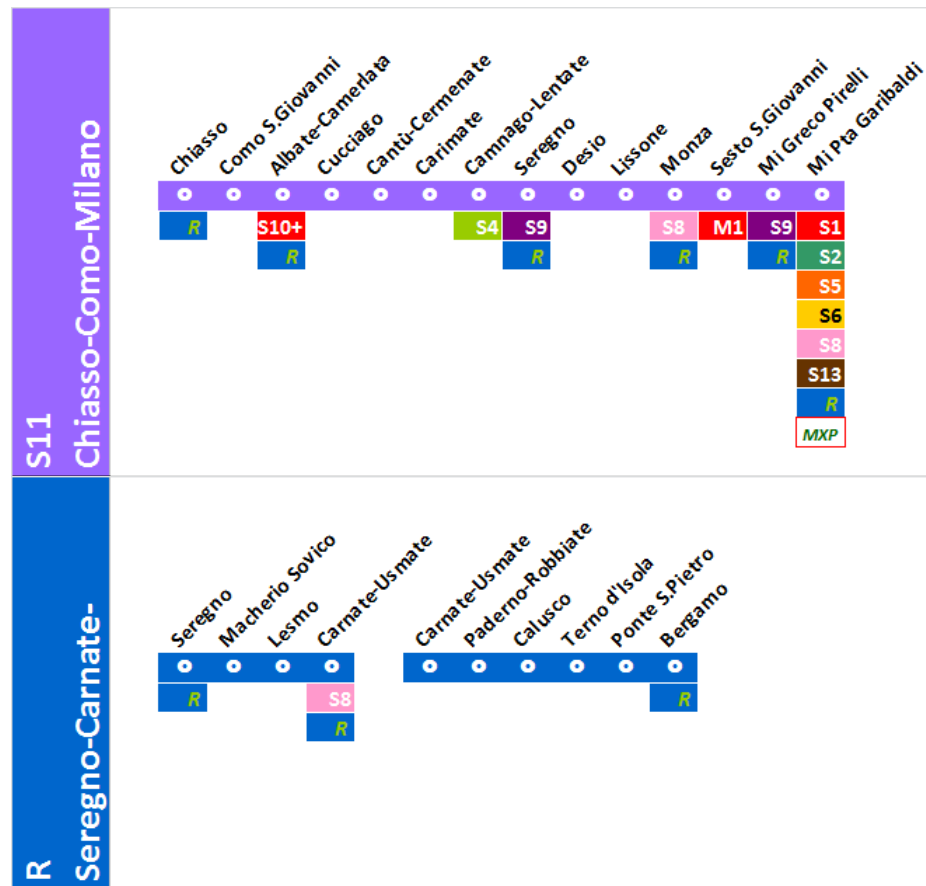 S11
Chiasso-Como-Milano
Chiasso
Como S.Giovanni
Albate-Camerlata
Cucciago
Cantù-Cermenate
Carimate
Camnago-Lentate
Seregno
Desio
Lissone
Monza
Sesto S.Giovanni
Mi Greco Pirelli
Mi Pta Garibaldi
R S10+ S4 S9 S8 M1 S9 S1
R R R R S2
S5
S6
S8
S13
R
MXP
R
Seregno-Carnate-
Seregno
Macherio Sovico
Lesmo
Carnate-Usmate
Carnate-Usmate
Paderno-Robbiate
Calusco
Terno d'Isola
Ponte S.Pietro
Bergamo
R S8 R
R